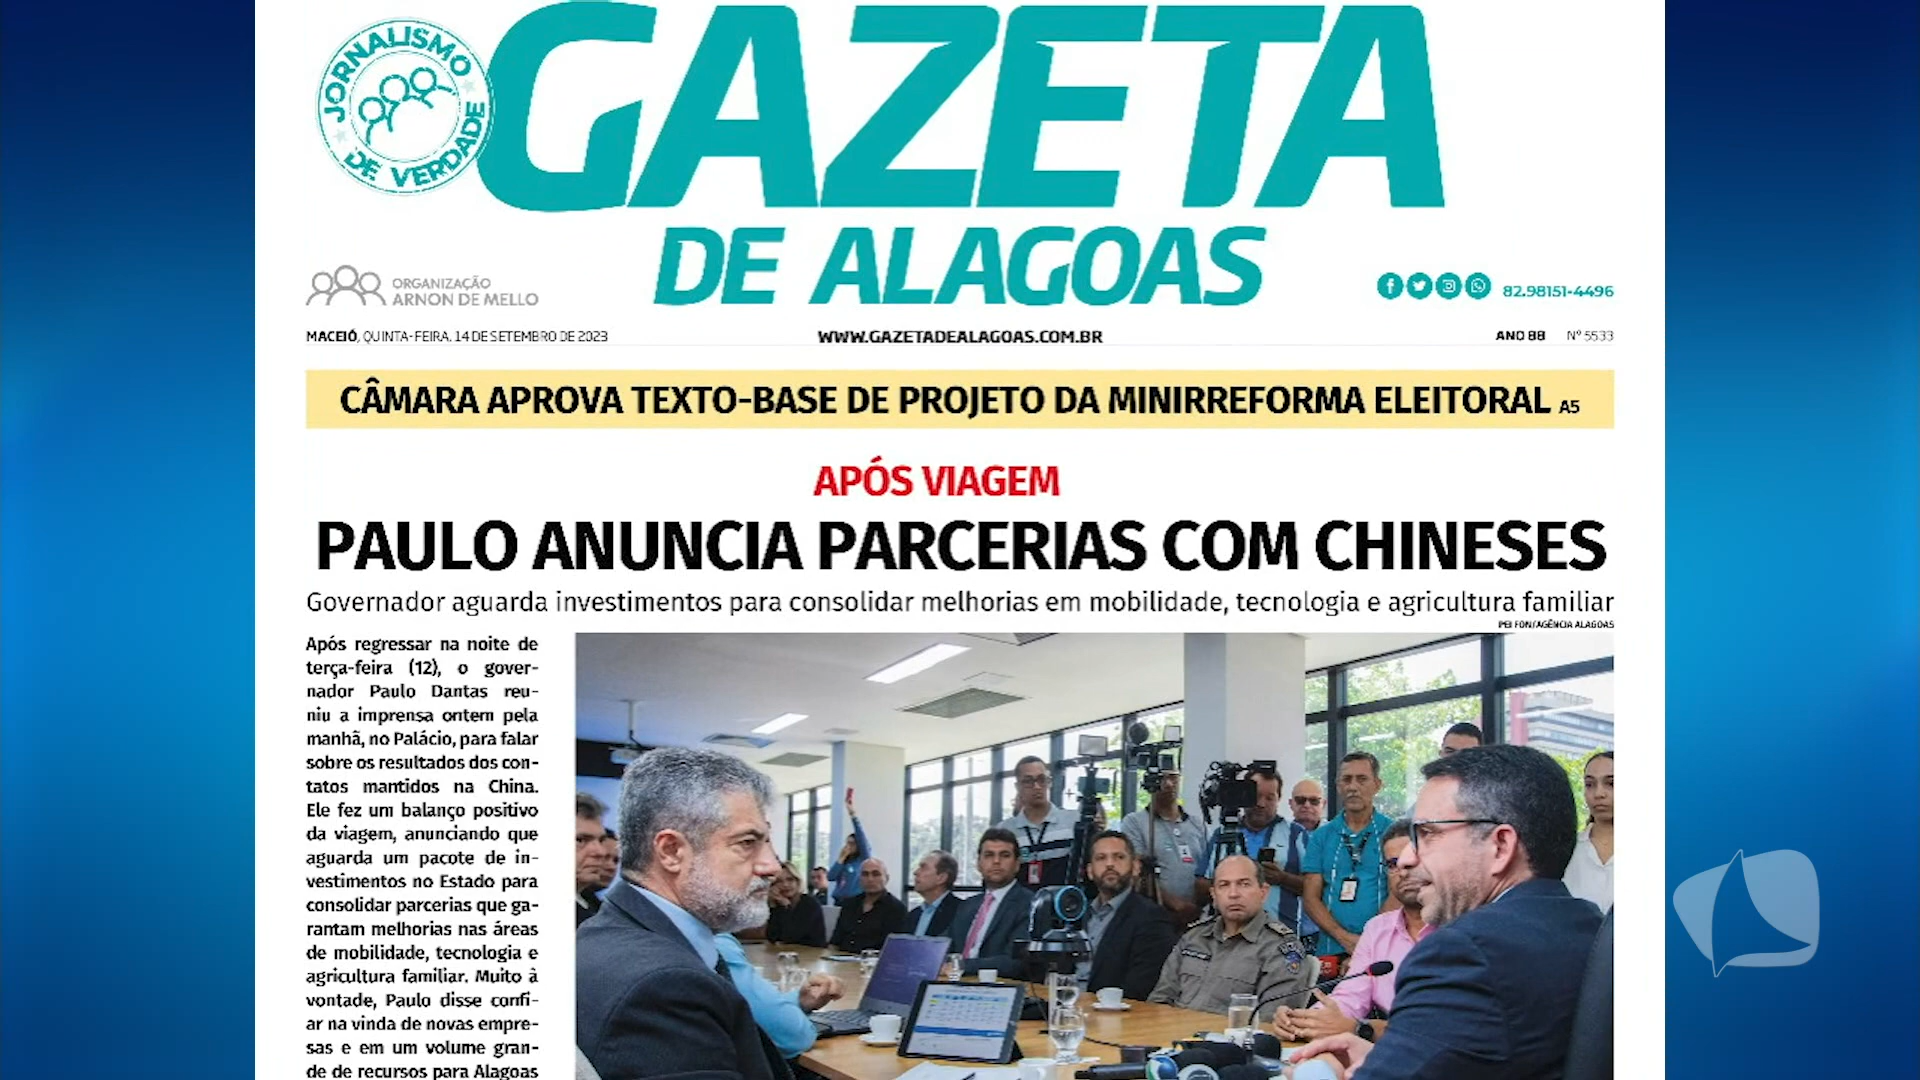 JORNALISMO
DE VERDADE
GAZETA
DE ALAGOAS
ORGANIZAÇÃO
ARNON DE MELLO
82.98151-4496
MACEIÓ, QUINTA-FEIRA, 14 DE SETEMBRO DE 2023
WWW.GAZETADEALAGOAS.COM.BR
ANO 88 Nº 5533
CÂMARA APROVA TEXTO-BASE DE PROJETO DA MINIRREFORMA ELEITORAL A5
APÓS VIAGEM
PAULO ANUNCIA PARCERIAS COM CHINESES
Governador aguarda investimentos para consolidar melhorias em mobilidade, tecnologia e agricultura familiar
PEI FON/AGÊNCIA ALAGOAS
Após regressar na noite de
terça-feira (12), o gover-
nador Paulo Dantas reu-
niu a imprensa ontem pela
manhã, no Palácio, para falar
sobre os resultados dos con-
tatos mantidos na China.
Ele fez um balanço positivo
da viagem, anunciando que
aguarda um pacote de in-
vestimentos no Estado para
consolidar parcerias que ga-
rantam melhorias nas áreas
de mobilidade, tecnologia e
agricultura familiar. Muito à
vontade, Paulo disse confi-
ar na vinda de novas empre-
sas e em um volume gran-
de de recursos para Alagoas